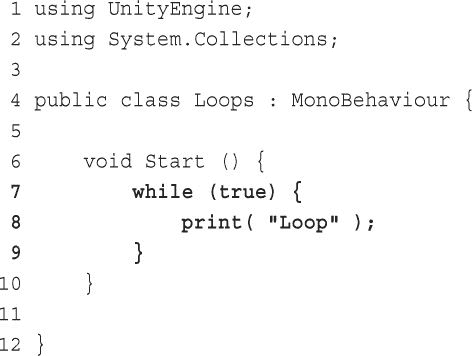 1 using UnityEngine;
2 using System.Collections;
3
4 public class Loops : MonoBehaviour {
5
6     void Start () {
7         while (true) {
8             print( "Loop" );
9         }
10     }
11
12 }